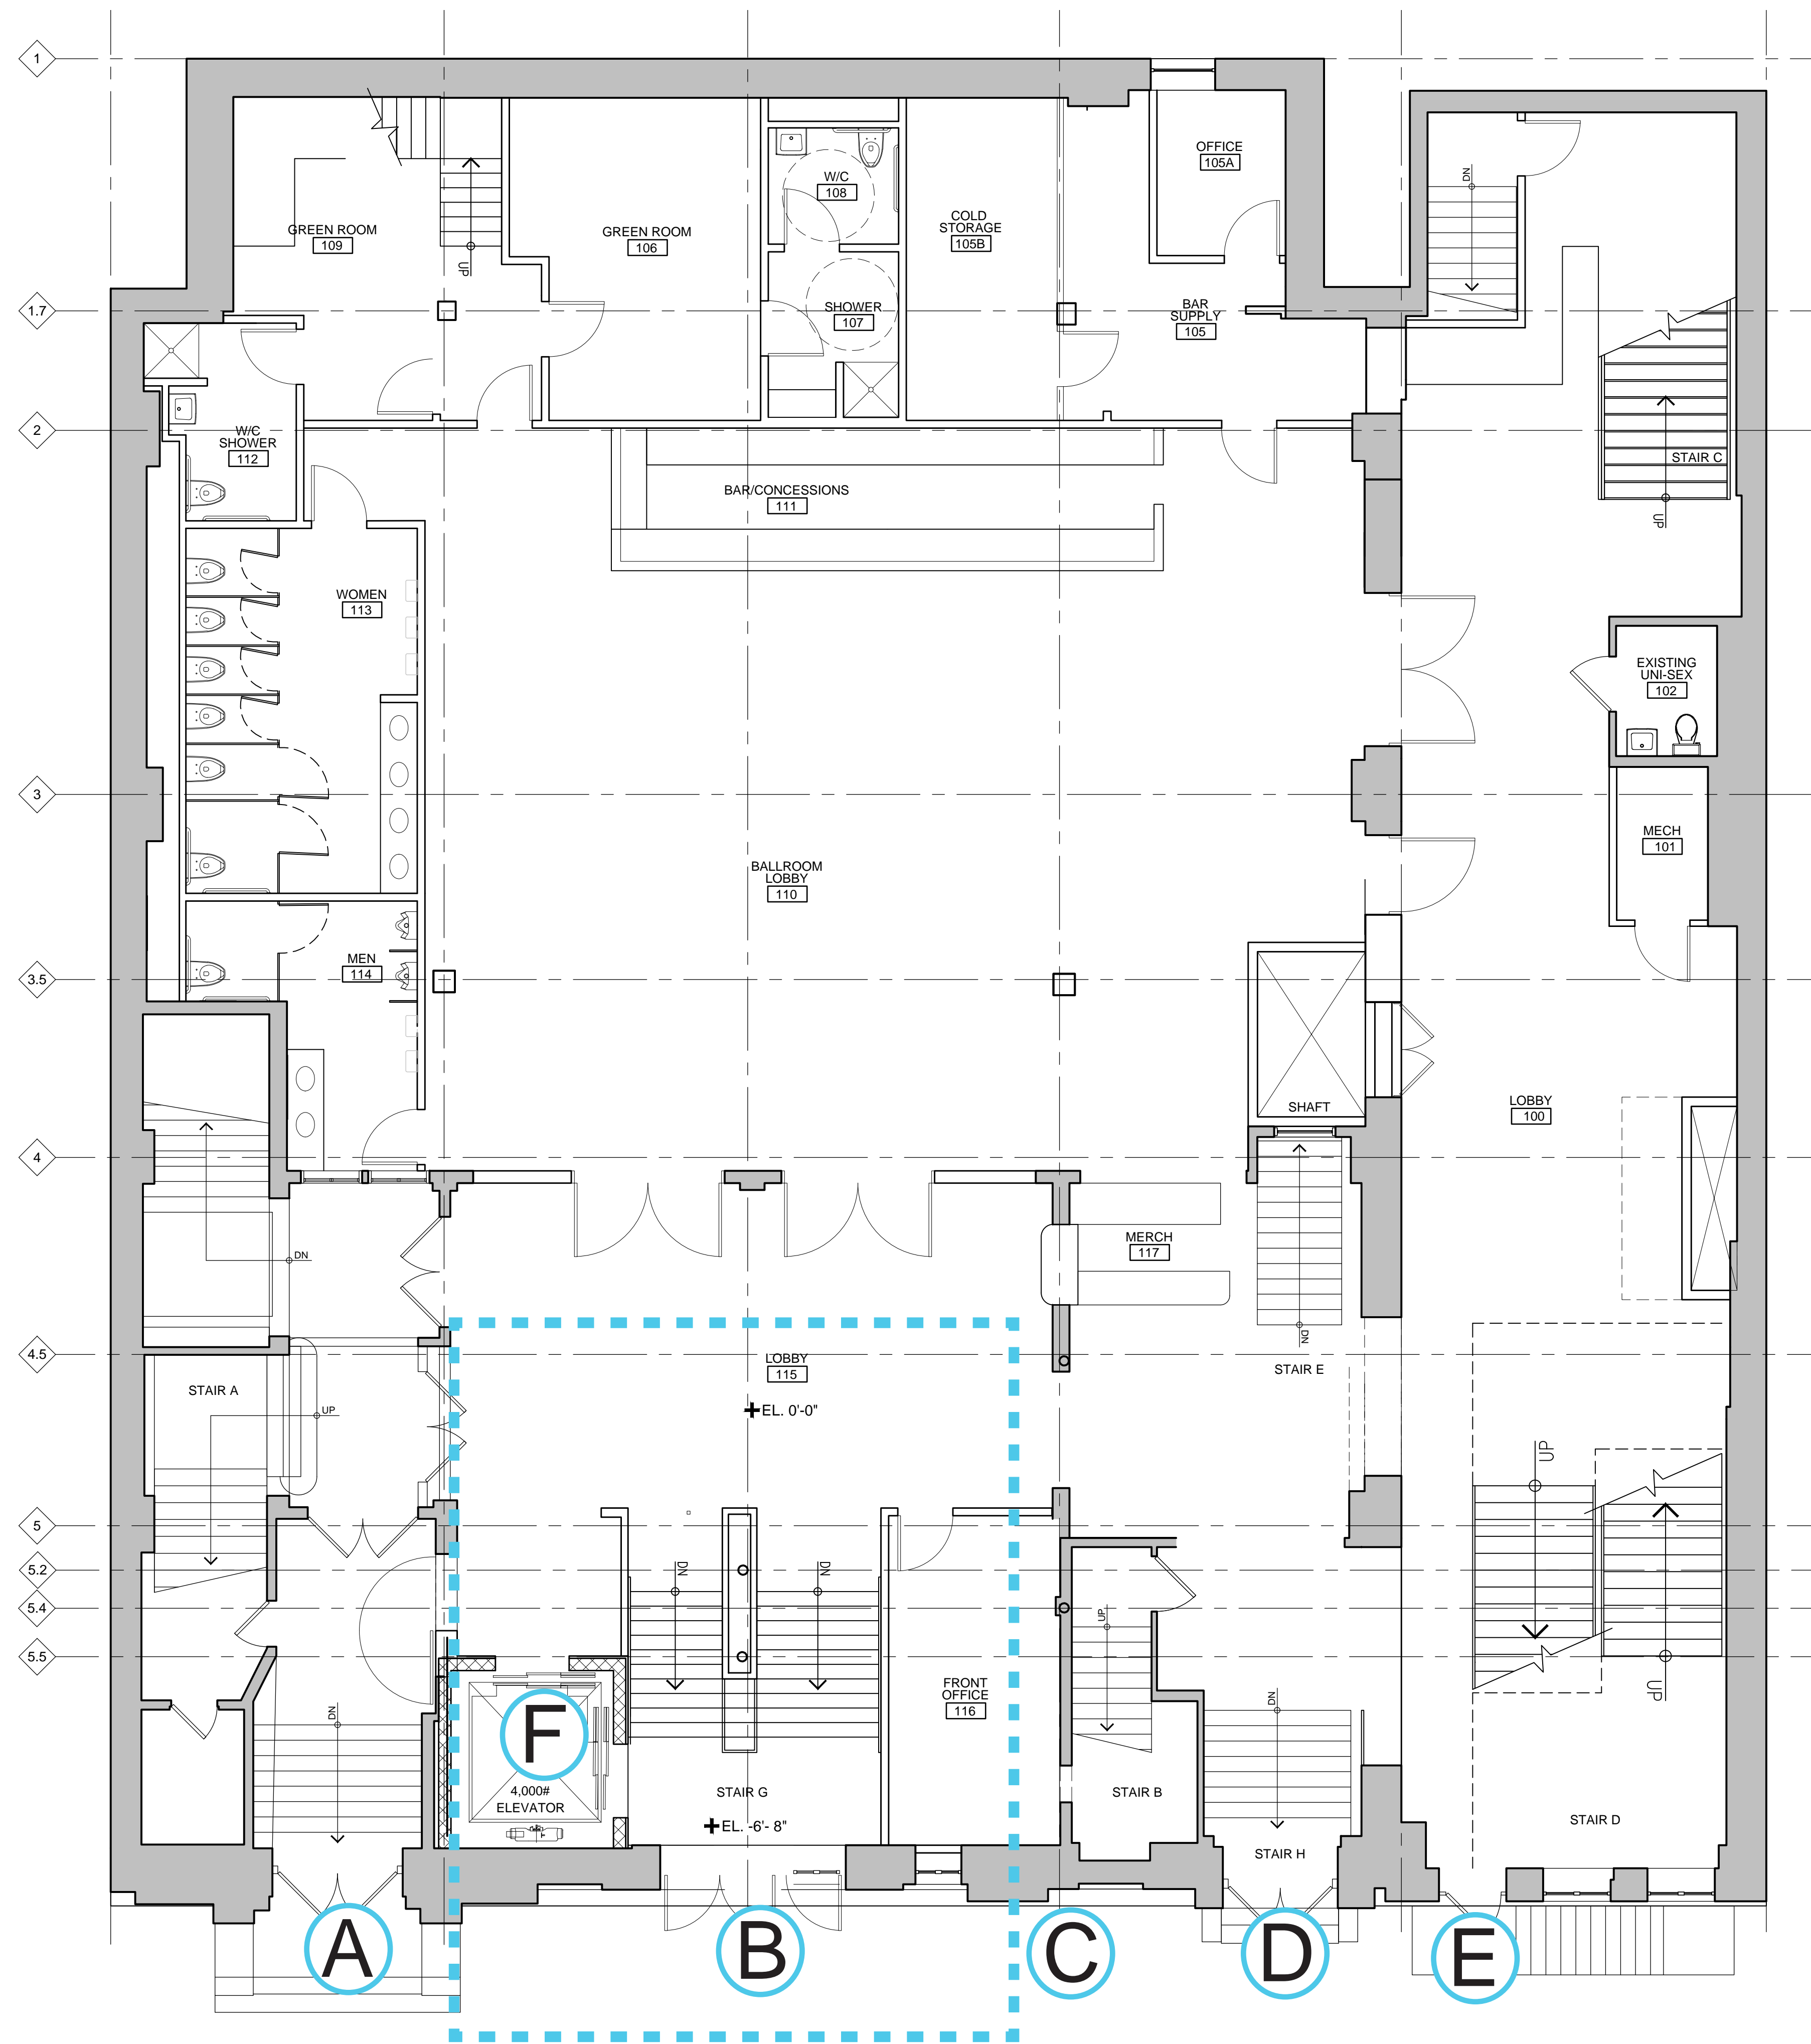 1
OFFICE
105A
W/C
108
DN
COLD
STORAGE
105B
GREEN ROOM
109
GREEN ROOM
106
UP
1.7
SHOWER
107
BAR
SUPPLY
105
2
W/C
SHOWER
112
STAIR C
BAR/CONCESSIONS
111
UP
WOMEN
113
EXISTING
UNI-SEX
102
3
MECH
101
BALLROOM
LOBBY
110
MEN
114
3.5
SHAFT
LOBBY
100
4
MERCH
117
DN
DN
4.5
LOBBY
115
STAIR E
STAIR A
UP
EL. 0'-0"
UP
5
5.2
DN
DN
5.4
UP
5.5
FRONT
OFFICE
116
UP
DN
DN
F
4,000#
ELEVATOR
STAIR G
STAIR B
EL. -6'- 8"
STAIR D
STAIR H
A
B
C
D
E